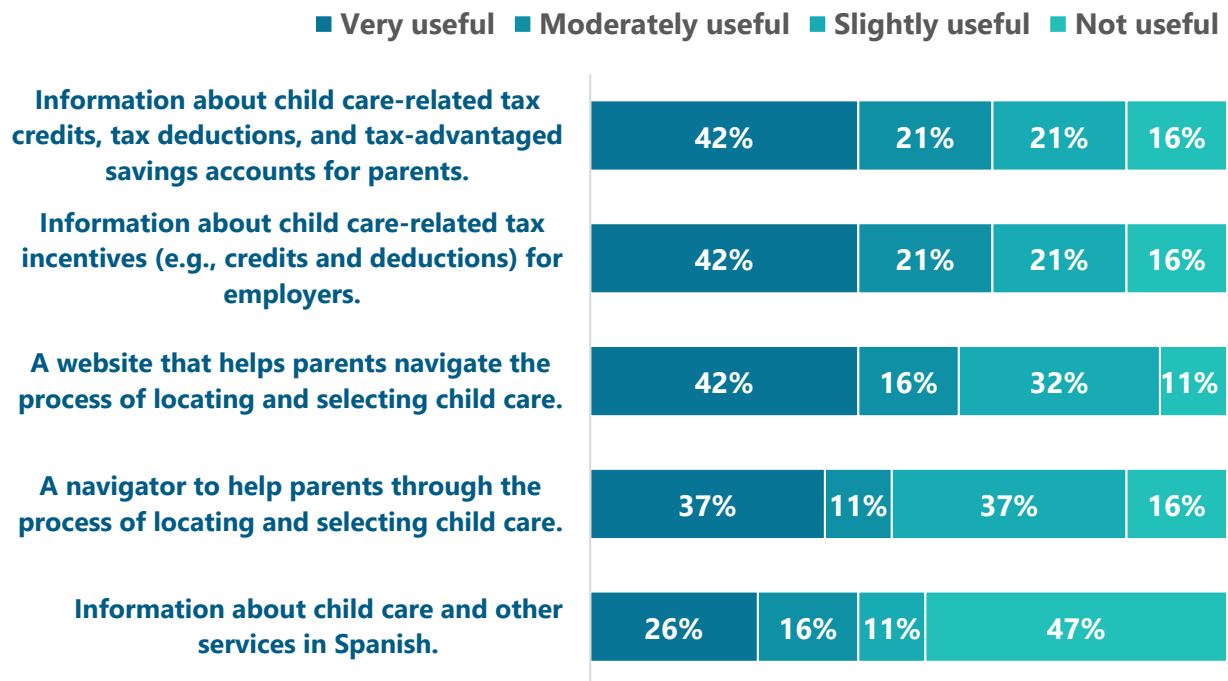 Very useful Moderately useful Slightly useful Not useful
Information about child care-related tax
credits, tax deductions, and tax-advantaged
savings accounts for parents.
42% 21% 21% 16%
Information about child care-related tax
incentives (e.g., credits and deductions) for
employers.
42% 21% 21% 16%
A website that helps parents navigate the
process of locating and selecting child care.
42% 16% 32% 11%
A navigator to help parents through the
process of locating and selecting child care.
37% 11% 37% 16%
Information about child care and other
services in Spanish.
26% 16% 11% 47%